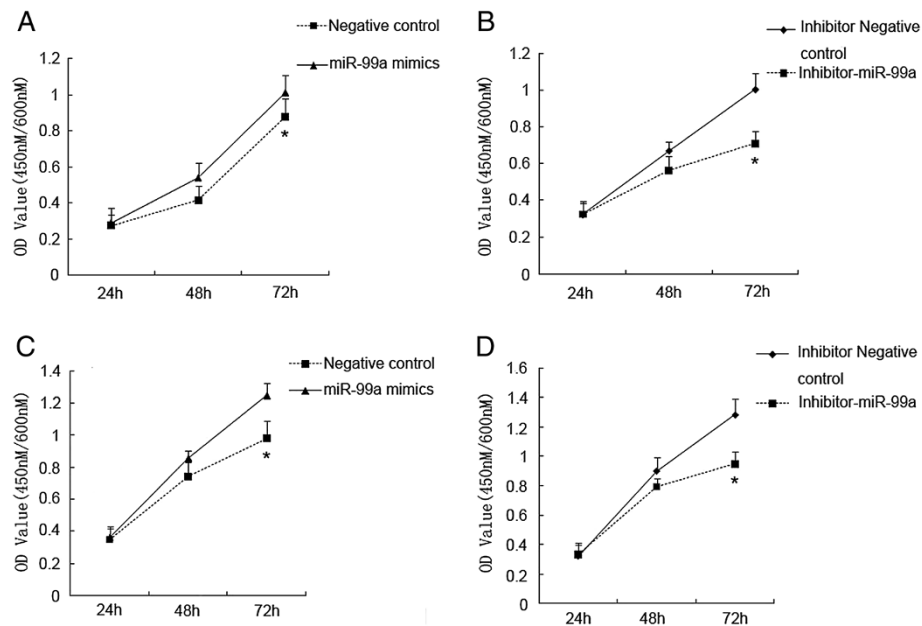 A
Negative control
miR-99a mimics
OD Value(450nM/600nM)
1.2
1
0.8
0.6
0.4
0.2
0
24h
48h
72h
*
B
Inhibitor Negative
control
Inhibitor-miR-99a
OD Value(450nM/600nM)
1.2
1
0.8
0.6
0.4
0.2
0
24h
48h
72h
*
C
Negative control
miR-99a mimics
OD Value(450nM/600nM)
1.4
1.2
1
0.8
0.6
0.4
0.2
0
24h
48h
72h
*
D
Inhibitor Negative
control
Inhibitor-miR-99a
OD Value(450nM/600nM)
1.6
1.4
1.2
1
0.8
0.6
0.4
0.2
0
24h
48h
72h
*